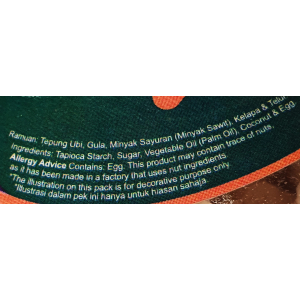 Ramuan: Tepung Ubi, Gula, Minyak Sayuran (Minyak Sawit), Kelapa & Telur
Ingredients: Tapioca Starch, Sugar, Vegetable Oil (Palm Oil), Coconut & Egg
Allergy Advice Contains: Egg. This product may contain trace of nuts.
as it has been made in a factory that uses nut ingredients.
*The illustration on this pack is for decorative purpose only.
*Ilustrasi dalam pek ini hanya untuk hiasan sahaja.